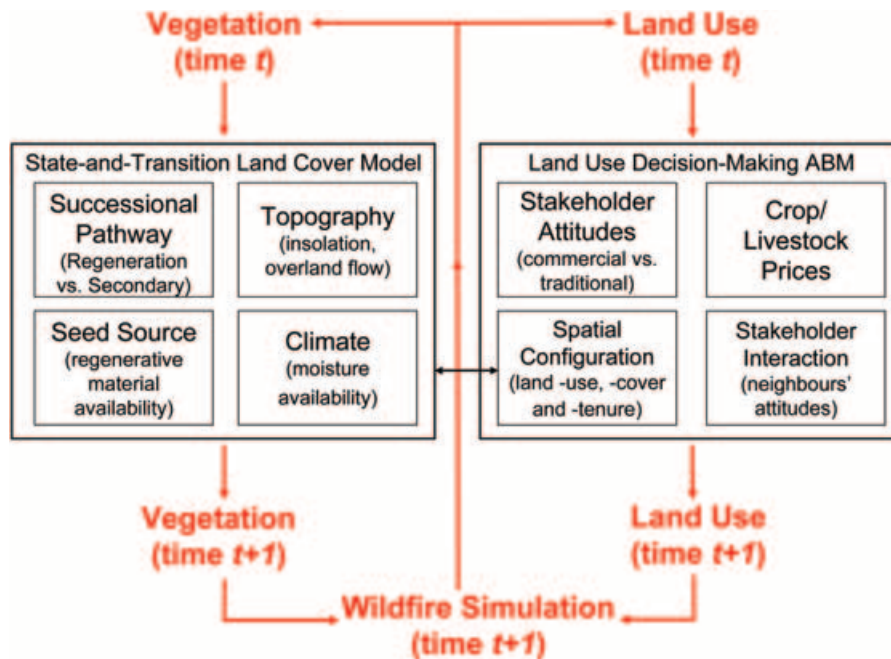 Vegetation
(time t)
Land Use
(time t)
State-and-Transition Land Cover Model
Successional
Pathway
(Regeneration
vs. Secondary)
Topography
(insolation,
overland flow)
Seed Source
(regenerative
material
availability)
Climate
(moisture
availability)
Land Use Decision-Making ABM
Stakeholder
Attitudes
(commercial vs.
traditional)
Crop/
Livestock
Prices
Spatial
Configuration
(land -use, -cover
and -tenure)
Stakeholder
Interaction
(neighbours'
attitudes)
Vegetation
(time t+1)
Land Use
(time t+1)
Wildfire Simulation
(time t+1)